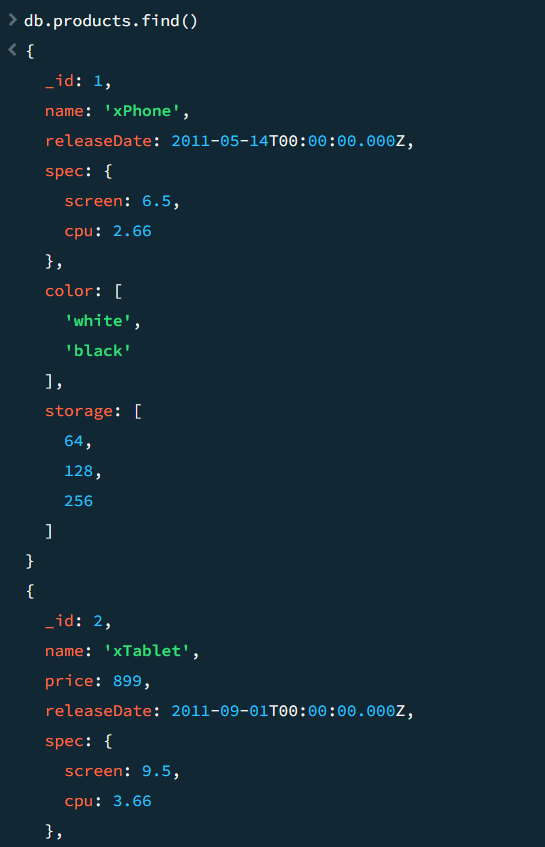 > db.products.find()
< {
_id: 1,
name: 'xPhone',
releaseDate: 2011-05-14T00:00:00.000Z,
spec: {
screen: 6.5,
cpu: 2.66
},
color: [
'white',
'black'
],
storage: [
64,
128,
256
]
}
{
_id: 2,
name: 'xTablet',
price: 899,
releaseDate: 2011-09-01T00:00:00.000Z,
spec: {
screen: 9.5,
cpu: 3.66
},